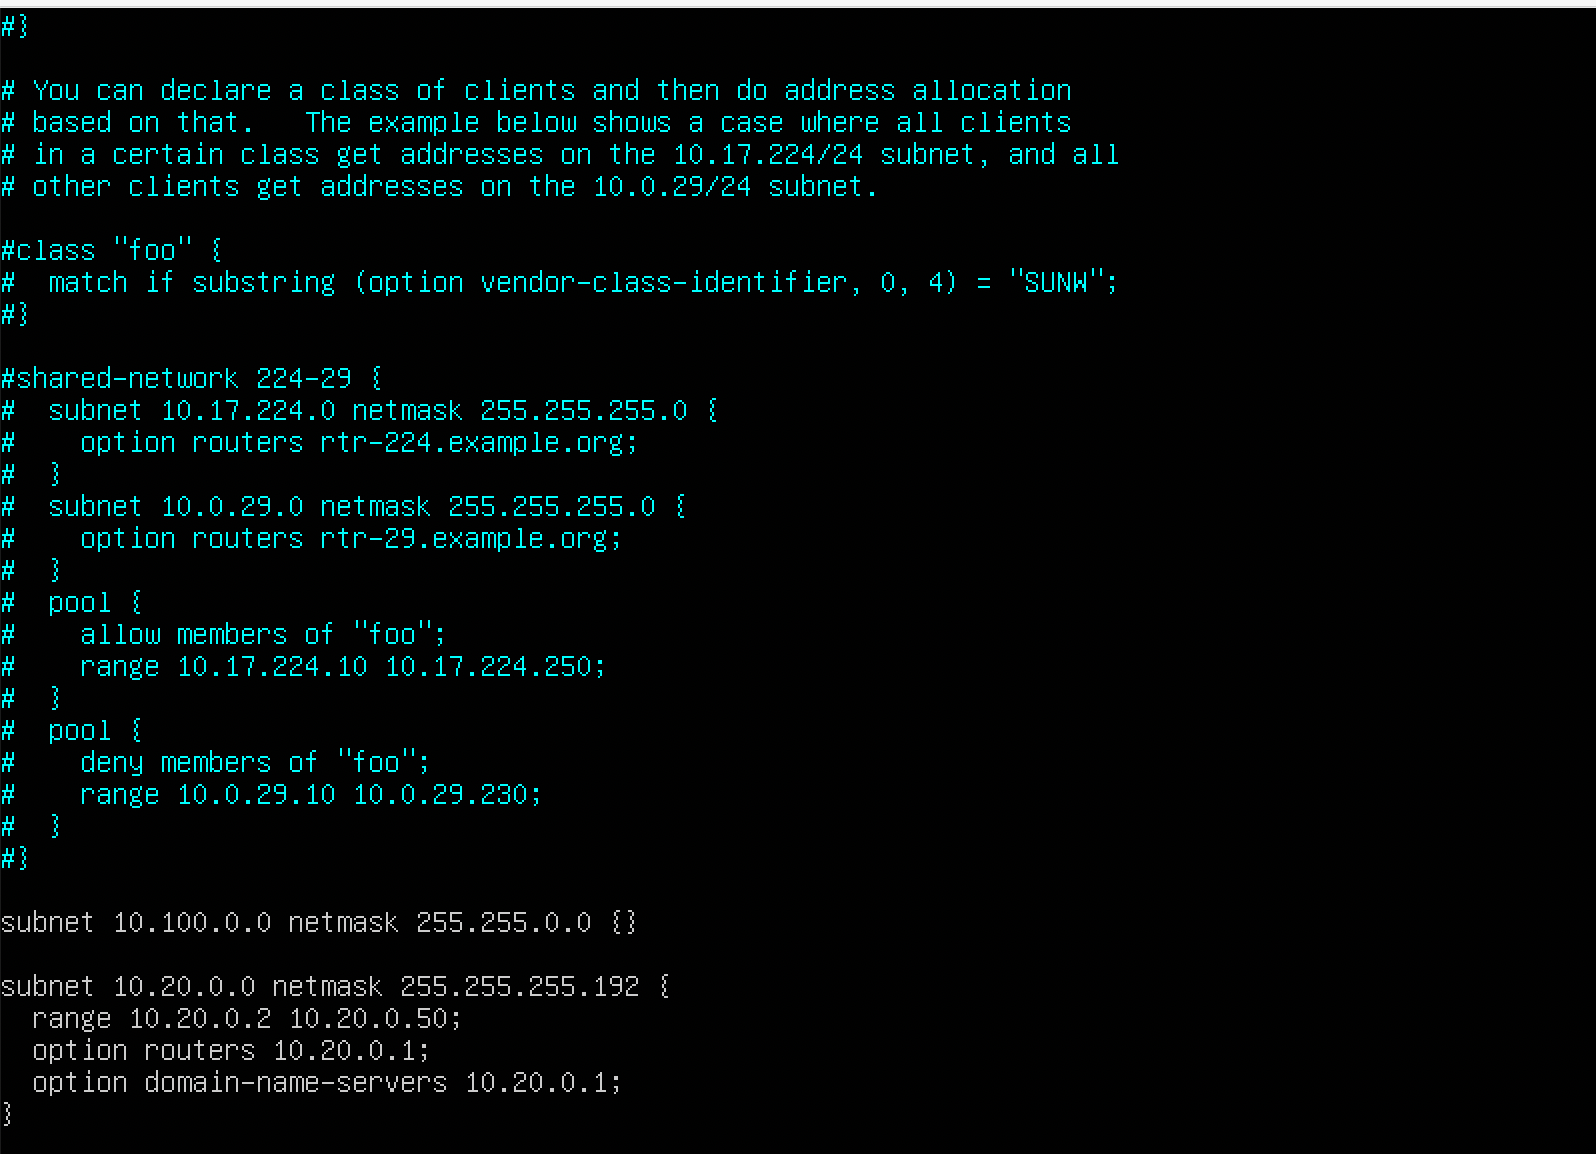 #}
# You can declare a class of clients and then do address allocation
# based on that.   The example below shows a case where all clients
# in a certain class get addresses on the 10.17.224/24 subnet, and all
# other clients get addresses on the 10.0.29/24 subnet.
#class "foo" {
#  match if substring (option vendor-class-identifier, 0, 4) = "SUNW";
#}
#shared-network 224-29 {
#  subnet 10.17.224.0 netmask 255.255.255.0 {
#    option routers rtr-224.example.org;
#  }
#  subnet 10.0.29.0 netmask 255.255.255.0 {
#    option routers rtr-29.example.org;
#  }
#  pool {
#    allow members of "foo";
#    range 10.17.224.10 10.17.224.250;
#  }
#  pool {
#    deny members of "foo";
#    range 10.0.29.10 10.0.29.230;
#  }
#}
subnet 10.100.0.0 netmask 255.255.0.0 {}
subnet 10.20.0.0 netmask 255.255.255.192 {
  range 10.20.0.2 10.20.0.50;
  option routers 10.20.0.1;
  option domain-name-servers 10.20.0.1;
}